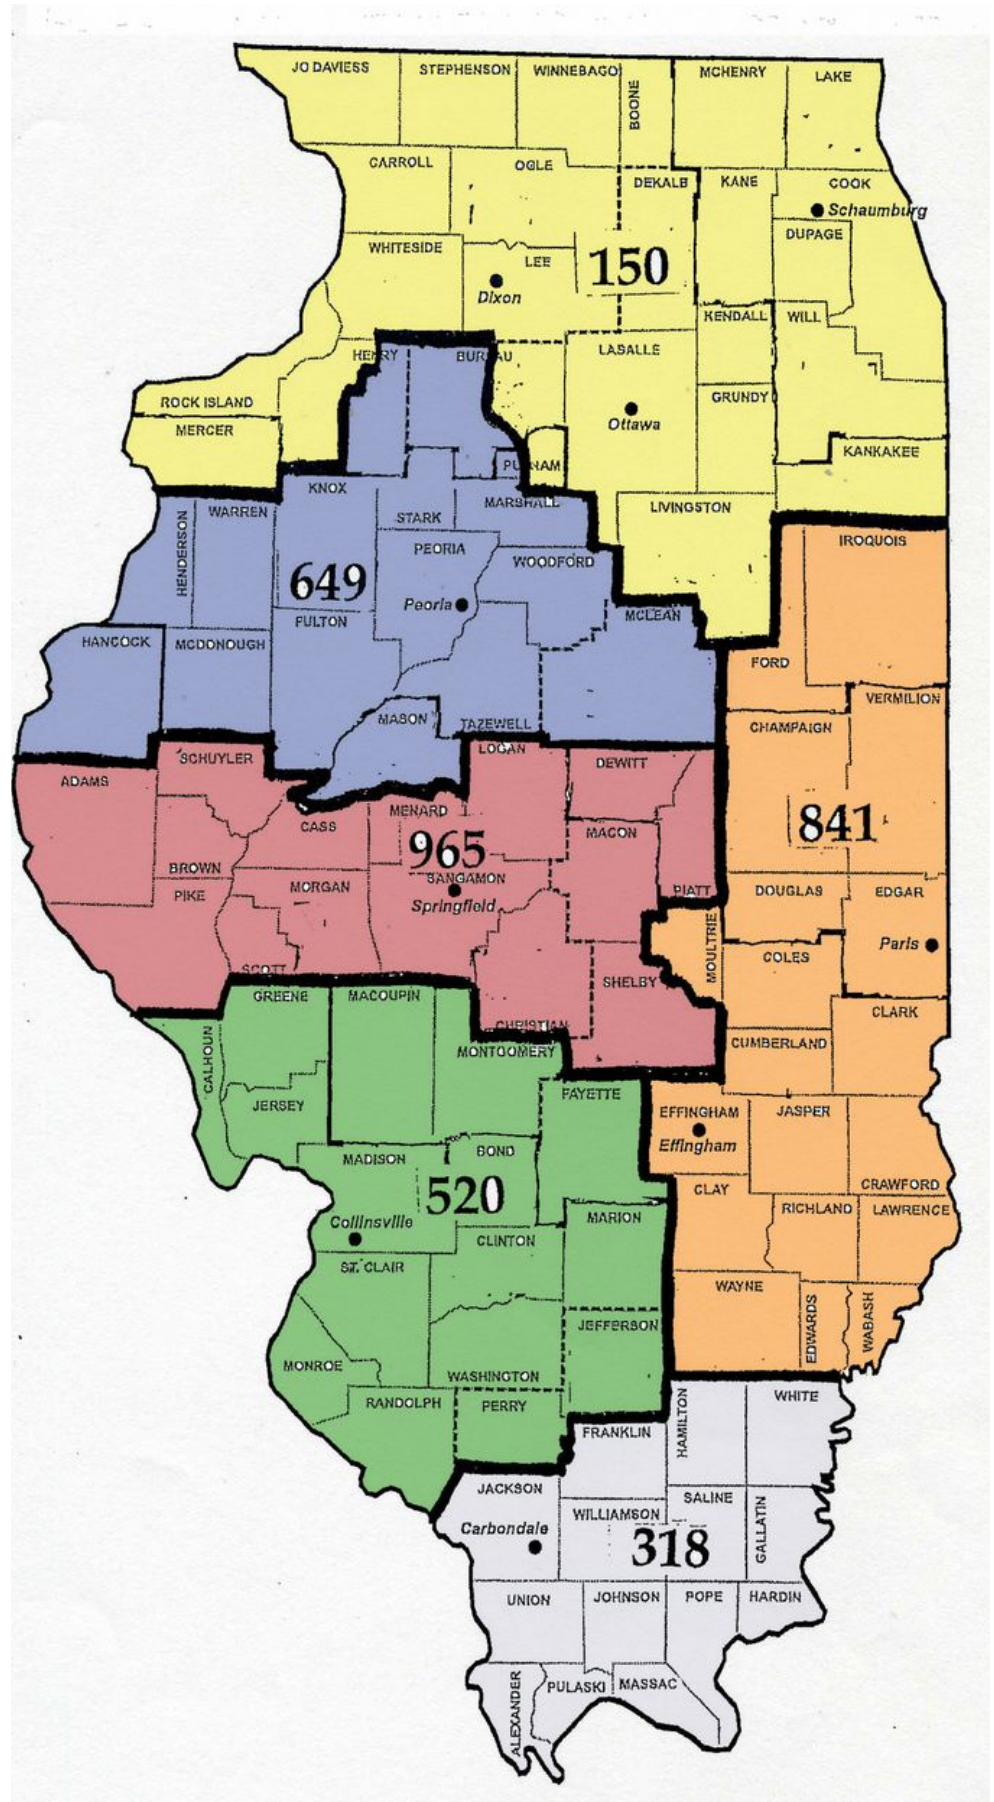 JO DAVIESS
STEPHENSON
WINNEBAGO
BOONE
MCHENRY
LAKE
CARROLL
OGLE
DEKALB
KANE
COOK
Schaumburg
DUPAGE
WHITESIDE
LEE
150
Dixon
KENDALL
WILL
HENRY
BUREAU
LASALLE
ROCK ISLAND
GRUNDY
Ottawa
MERCER
KANKAKEE
PUTNAM
KNOX
MARSHALL
LIVINGSTON
WARREN
STARK
HENDERSON
PEORIA
IROQUOIS
WOODFORD
649
Peoria
FULTON
MCLEAN
HANCOCK
MCDONOUGH
FORD
VERMILION
MASON
TAZEWELL
CHAMPAIGN
LOGAN
SCHUYLER
DEWITT
ADAMS
MENARD
841
CASS
MACON
965
BROWN
SANGAMON
PIKE
MORGAN
PIATT
DOUGLAS
EDGAR
Springfield
MOULTRIE
Paris
COLES
SCOTT
SHELBY
GREENE
MACOUPIN
CLARK
CHRISTIAN
CUMBERLAND
MONTGOMERY
CALHOUN
FAYETTE
JERSEY
EFFINGHAM
JASPER
Effingham
MADISON
BOND
CLAY
CRAWFORD
520
RICHLAND
LAWRENCE
MARION
Collinsville
CLINTON
ST. CLAIR
WAYNE
EDWARDS
WABASH
JEFFERSON
MONROE
WASHINGTON
RANDOLPH
PERRY
WHITE
HAMILTON
FRANKLIN
JACKSON
SALINE
WILLIAMSON
GALLATIN
Carbondale
318
UNION
JOHNSON
POPE
HARDIN
PULASKI
MASSAC
ALEXANDER